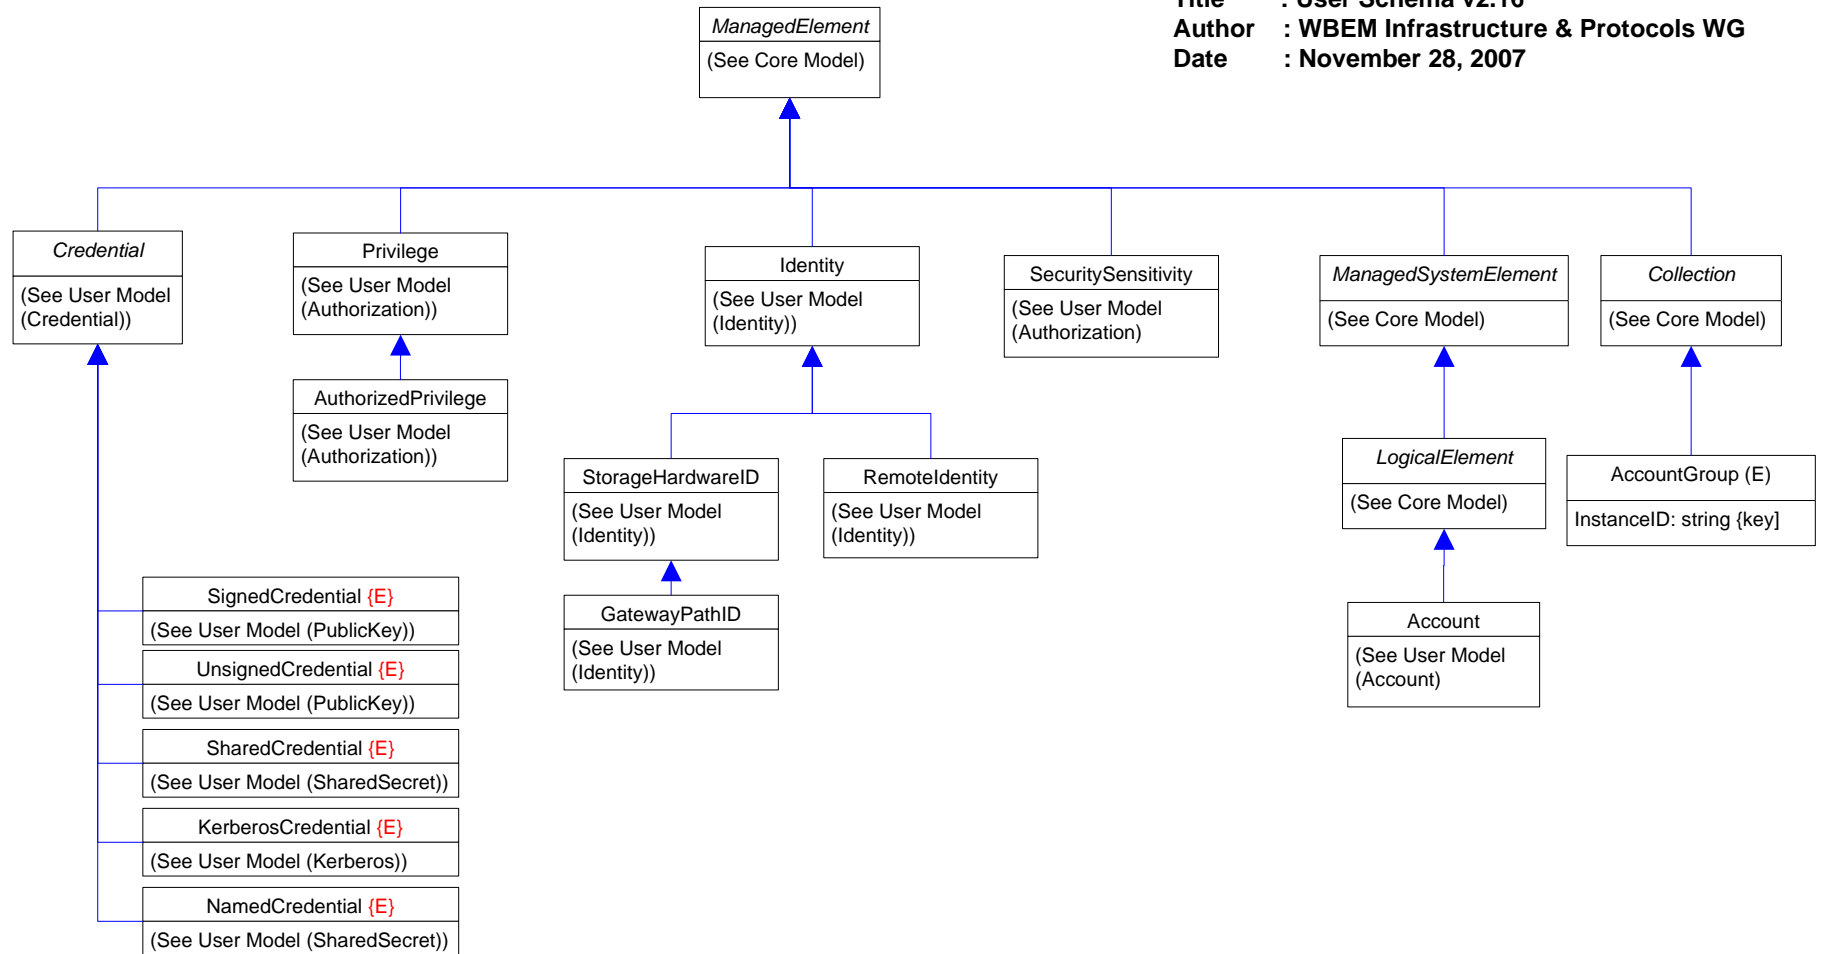 Title : User Schema v2.16
Author : WBEM Infrastructure & Protocols WG
Date : November 28, 2007
ManagedElement
(See Core Model)
Credential
(See User Model
(Credential))
Privilege
(See User Model
(Authorization))
Identity
(See User Model
(Identity))
SecuritySensitivity
(See User Model
(Authorization)
ManagedSystemElement
(See Core Model)
Collection
(See Core Model)
AuthorizedPrivilege
(See User Model
(Authorization))
StorageHardwareID
(See User Model
(Identity))
RemoteIdentity
(See User Model
(Identity))
LogicalElement
(See Core Model)
AccountGroup (E)
InstanceID: string {key]
GatewayPathID
(See User Model
(Identity))
Account
(See User Model
(Account)
SignedCredential {E}
(See User Model (PublicKey))
UnsignedCredential {E}
(See User Model (PublicKey))
SharedCredential {E}
(See User Model (SharedSecret))
KerberosCredential {E}
(See User Model (Kerberos))
NamedCredential {E}
(See User Model (SharedSecret))